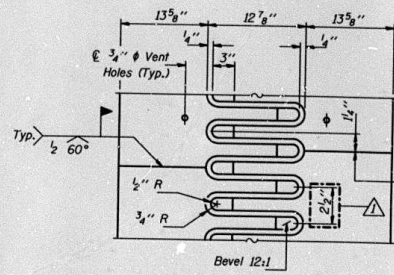 13 5/8" 12 7/8" 13 5/8"
1/4" 1/4"
℄ 3/4" φ Vent
Holes (Typ.)
3"
1 1/4"
Typ. 1/2 60°
1/2" R
3/4" R
2 1/2"
1
Bevel 12:1